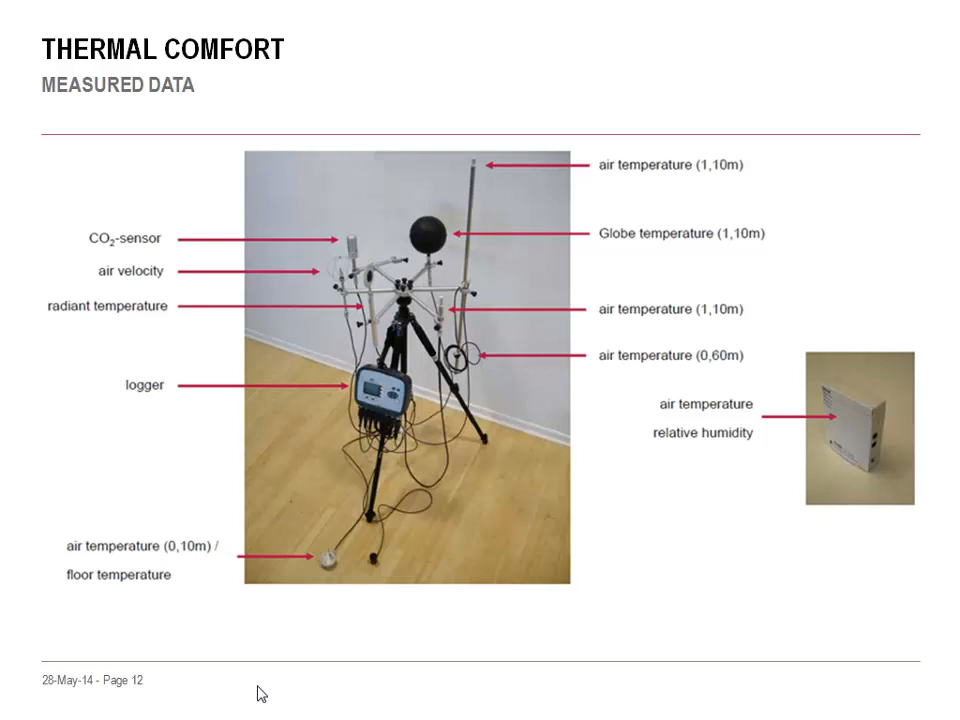 THERMAL COMFORT
MEASURED DATA
air temperature (1,10m)
CO₂-sensor
Globe temperature (1,10m)
air velocity
radiant temperature
air temperature (1,10m)
air temperature (0,60m)
logger
air temperature
relative humidity
air temperature (0,10m) /
floor temperature
28-May-14 - Page 12